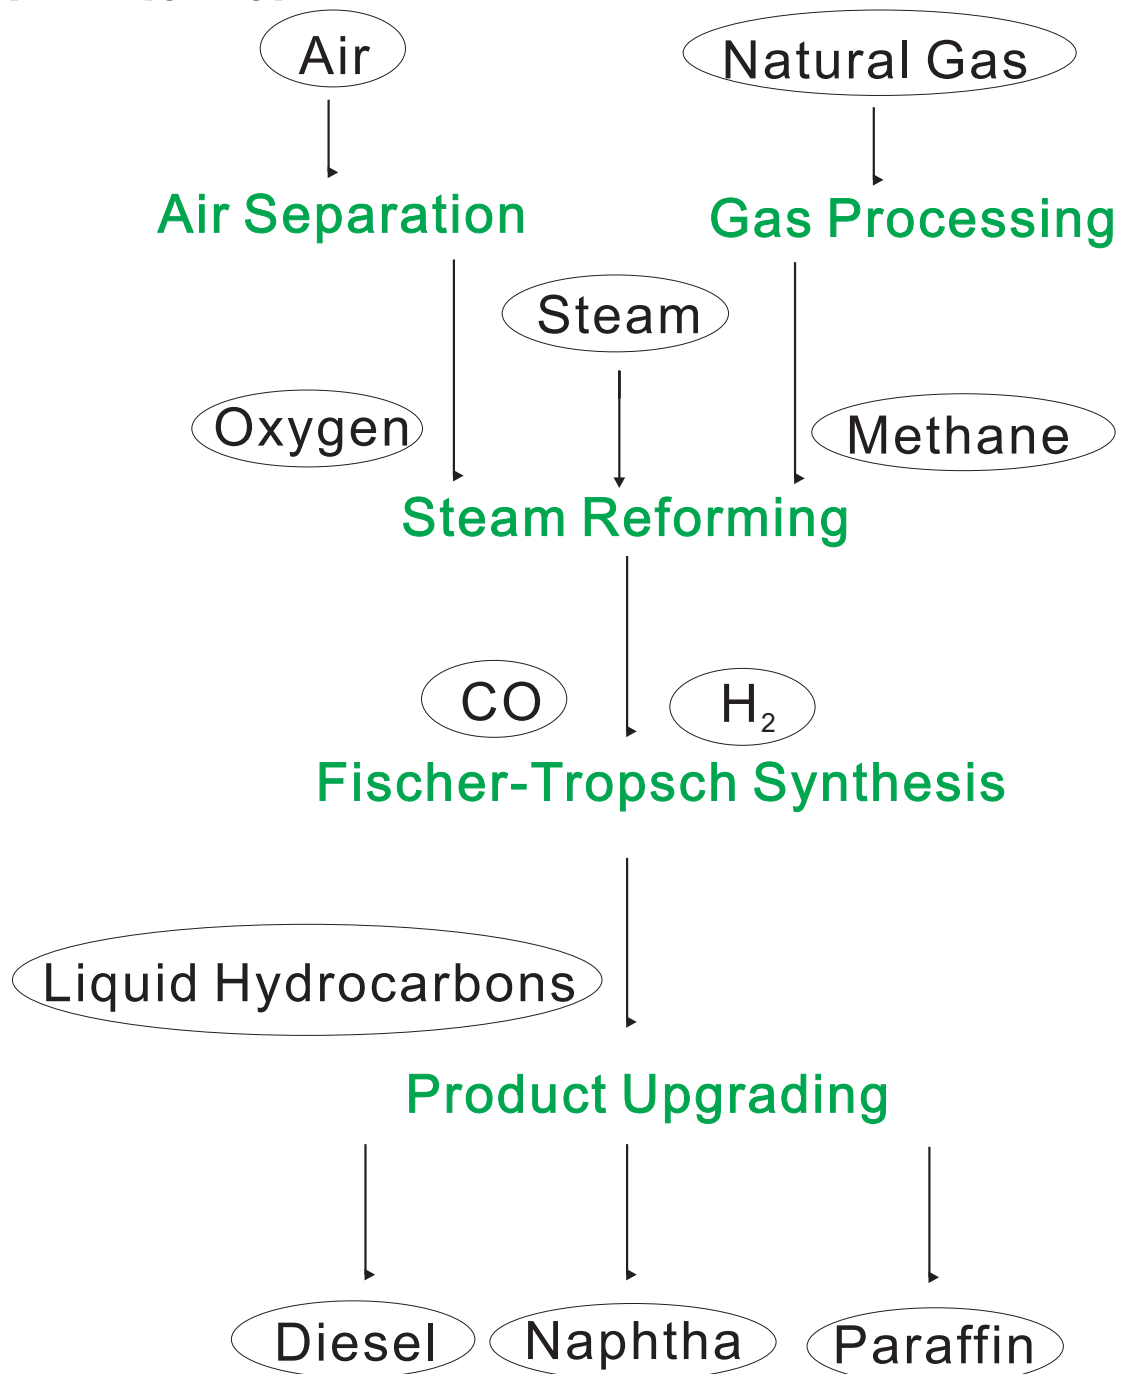 Air
Natural Gas
Air Separation
Gas Processing
Steam
Oxygen
Methane
Steam Reforming
CO
H₂
Fischer-Tropsch Synthesis
Liquid Hydrocarbons
Product Upgrading
Diesel
Naphtha
Paraffin